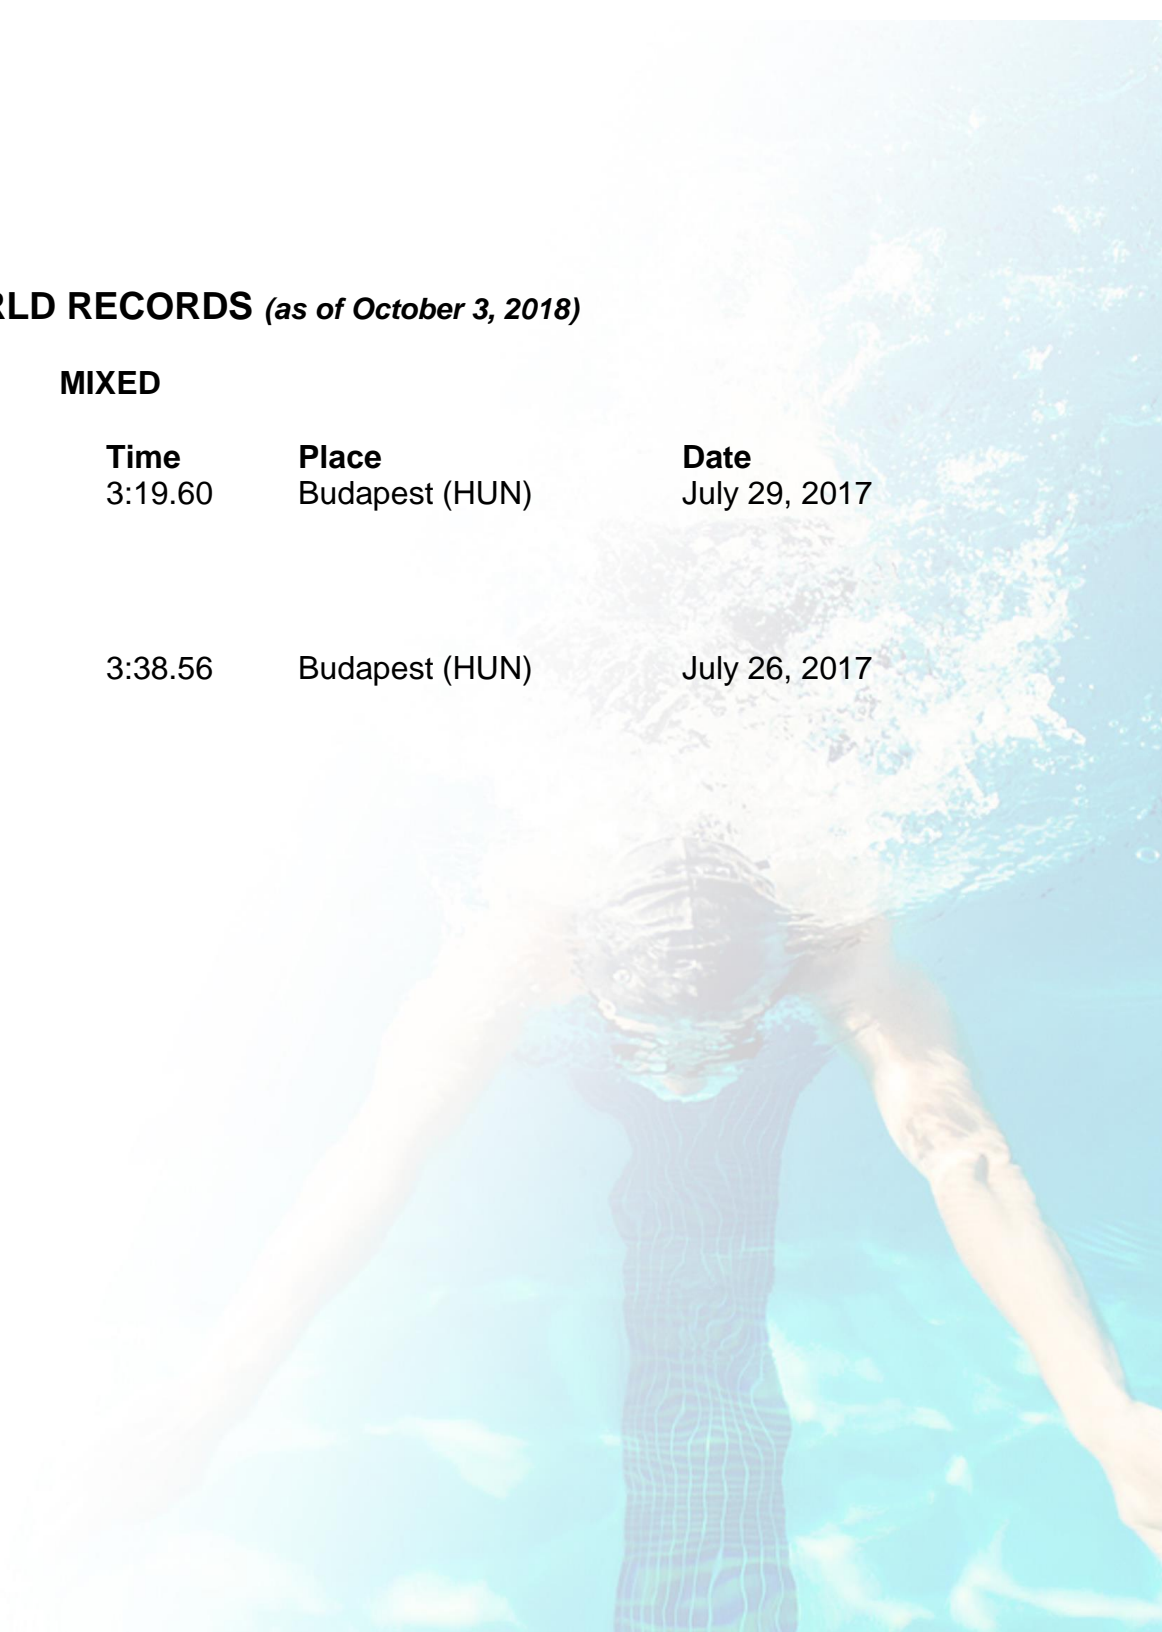 RLD RECORDS (as of October 3, 2018)
MIXED
Time Place Date
3:19.60 Budapest (HUN) July 29, 2017
3:38.56 Budapest (HUN) July 26, 2017